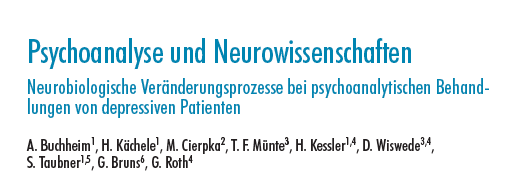 Psychoanalyse und Neurowissenschaften
Neurobiologische Veränderungsprozesse bei psychoanalytischen Behand-
lungen von depressiven Patienten
A. Buchheim¹, H. Kächele¹, M. Cierpka², T. F. Münte³, H. Kessler¹,⁴, D. Wiswede³,⁴,
S. Taubner¹,⁵, G. Bruns⁶, G. Roth⁴